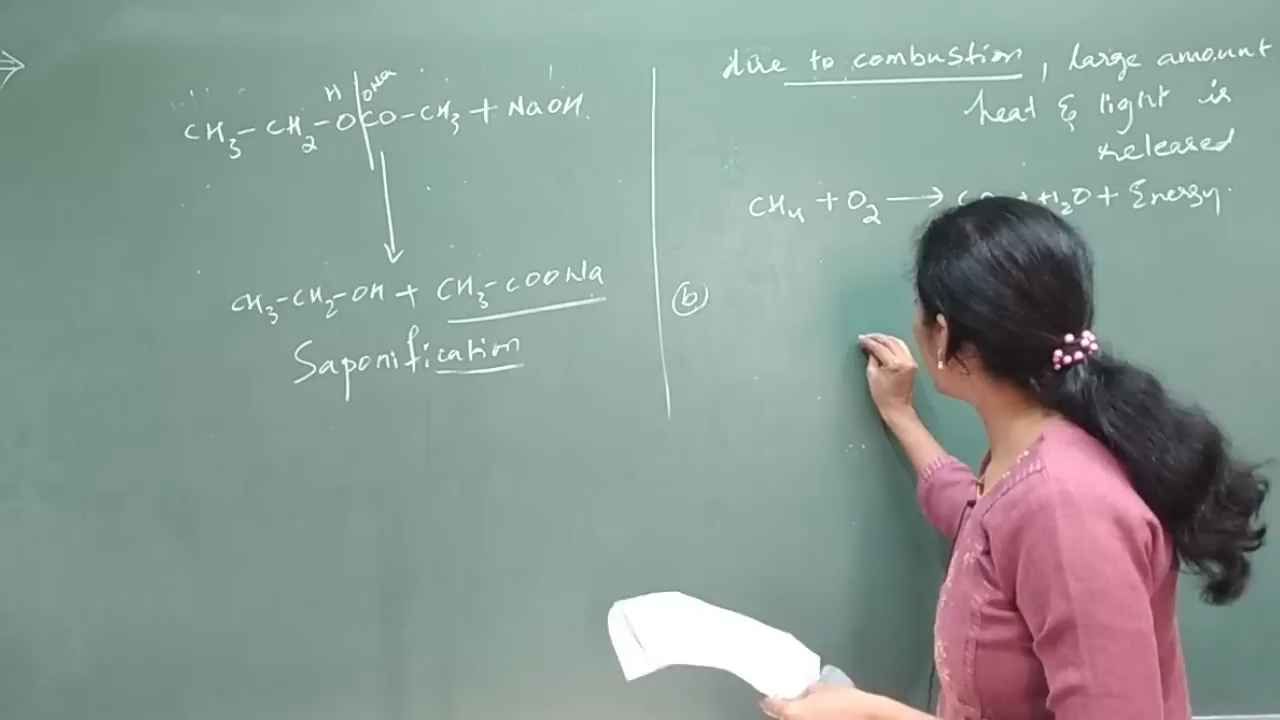 H ONa
CH₃-CH₂-O CO-CH₃ + NaOH.
CH₃-CH₂-OH + CH₃-COONa
Saponification
due to combustion, large amount
heat & light is
released
CH₄ + O₂ → H₂O + Energy.
(b)